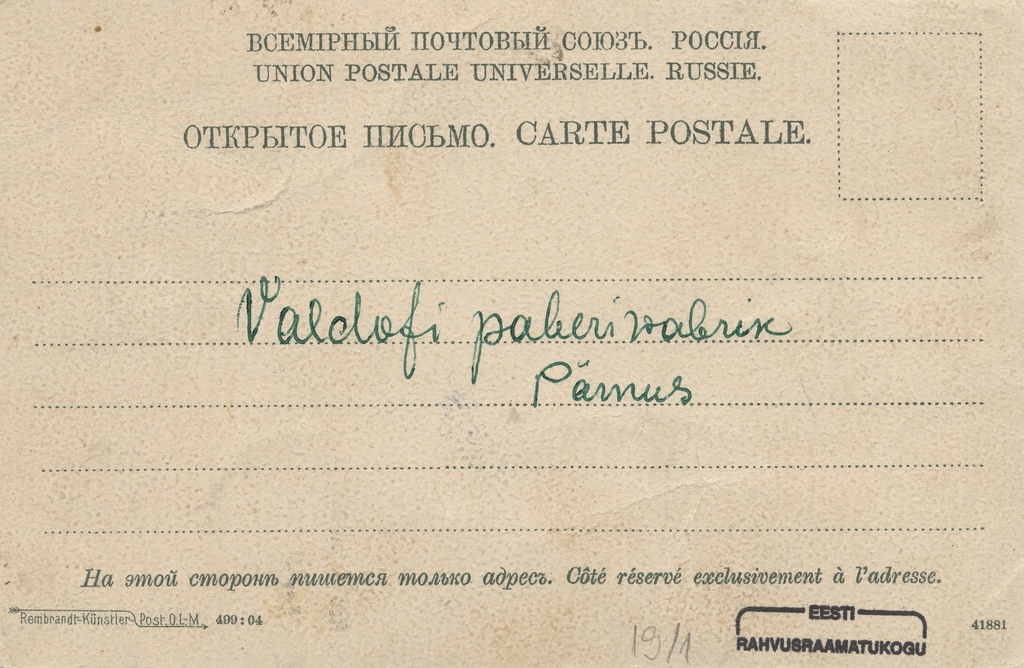 ВСЕМІРНЫЙ ПОЧТОВЫЙ СОЮЗЪ. РОССІЯ.
UNION POSTALE UNIVERSELLE. RUSSIE.
ОТКРЫТОЕ ПИСЬМО. CARTE POSTALE.
Valdofi paberivabrik
Pärnus
На этой сторонѣ пишется только адресъ. Côté réservé exclusivement à l'adresse.
Rembrandt-Künstler Post. O.L-M. 499:04
19/1
EESTI
RAHVUSRAAMATUKOGU
41881